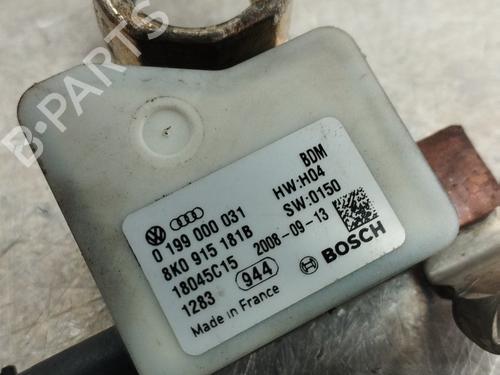 B-PARTS
BDM
0 199 000 031 HW:H04
8K0 915 181B SW:0150
18045C15 2008-09-13
1283 944 BOSCH
Made in France